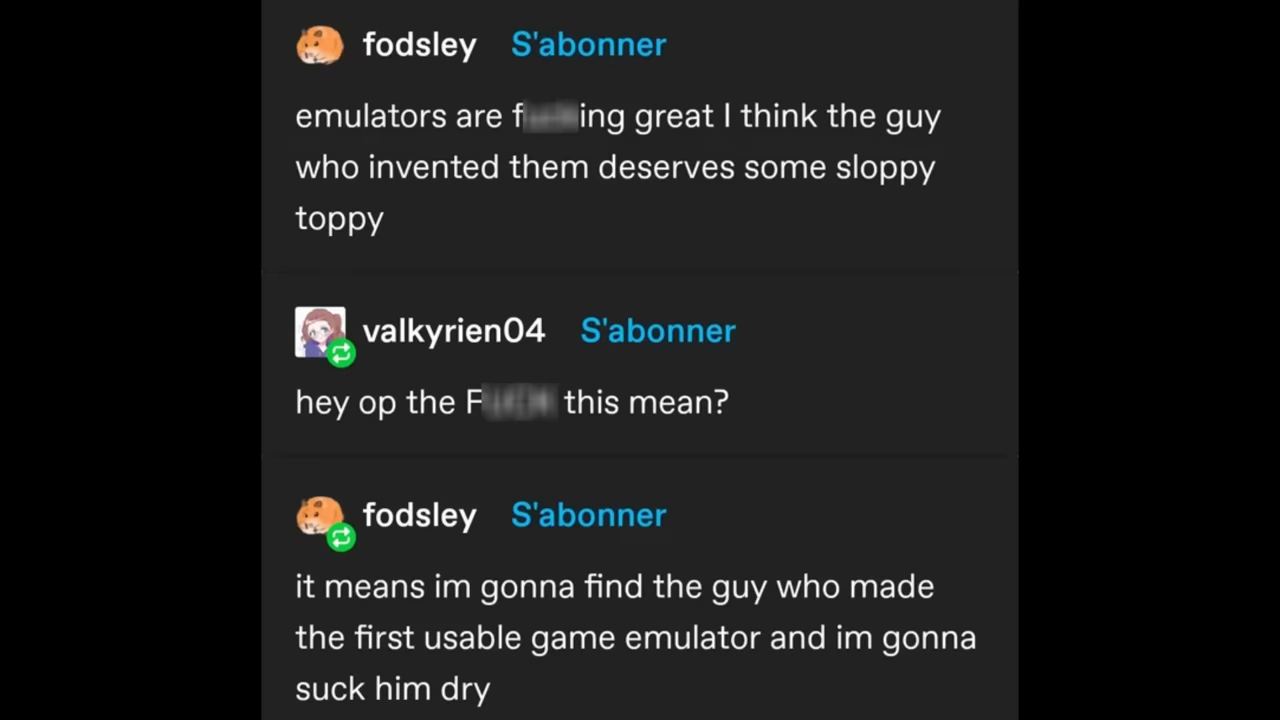 fodsley S'abonner
emulators are f ing great I think the guy
who invented them deserves some sloppy
toppy
valkyrien04 S'abonner
hey op the F this mean?
fodsley S'abonner
it means im gonna find the guy who made
the first usable game emulator and im gonna
suck him dry